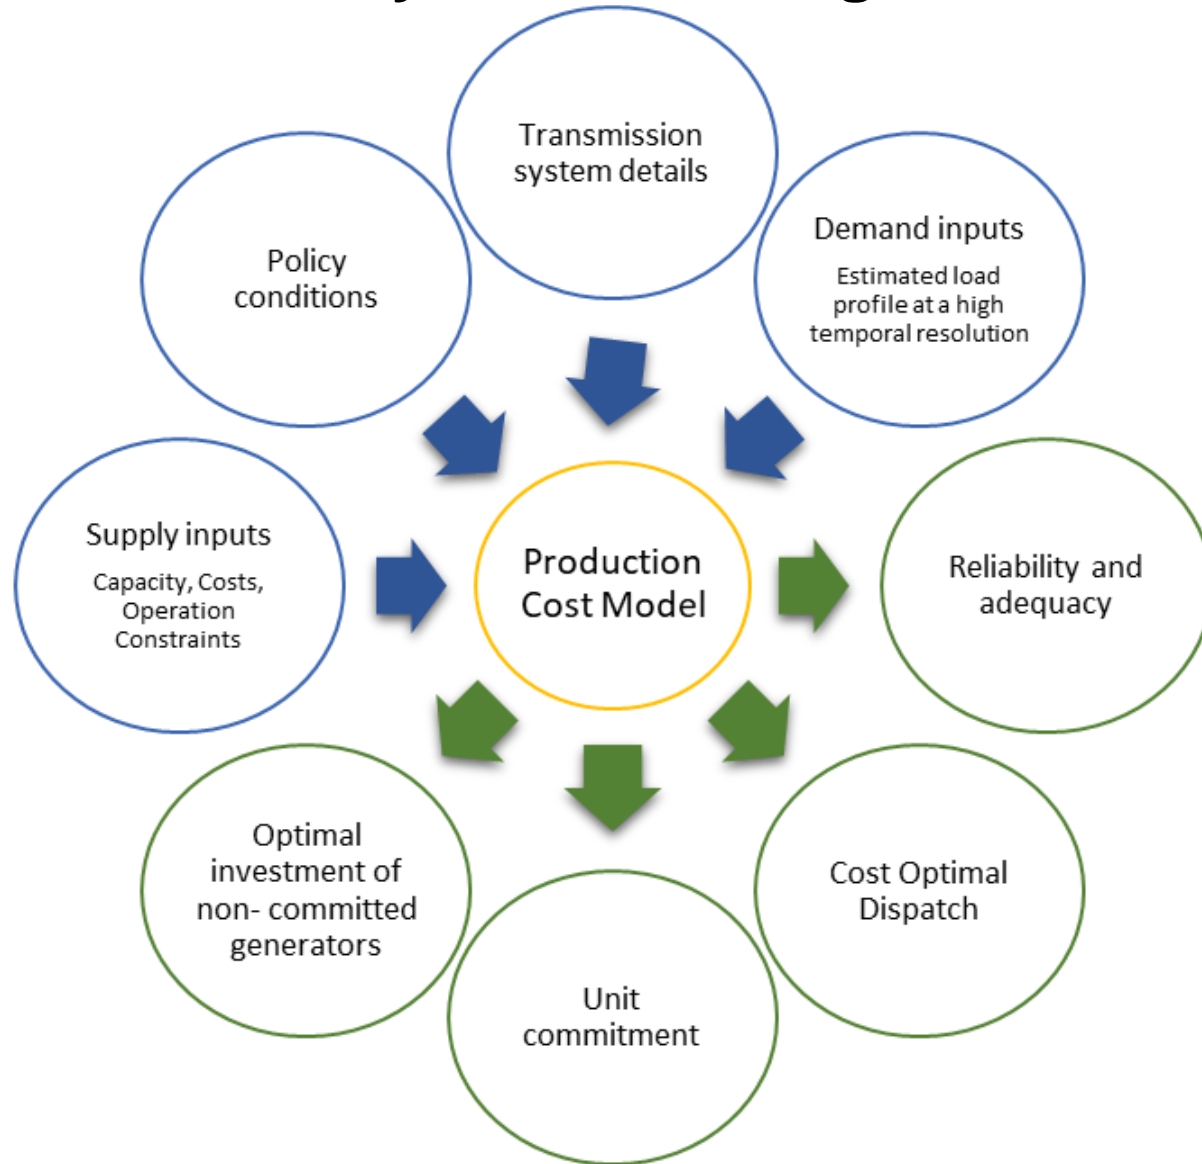 Transmission
system details
Policy
conditions
Demand inputs
Estimated load
profile at a high
temporal resolution
Supply inputs
Capacity, Costs,
Operation
Constraints
Production
Cost Model
Reliability and
adequacy
Optimal
investment of
non- committed
generators
Cost Optimal
Dispatch
Unit
commitment